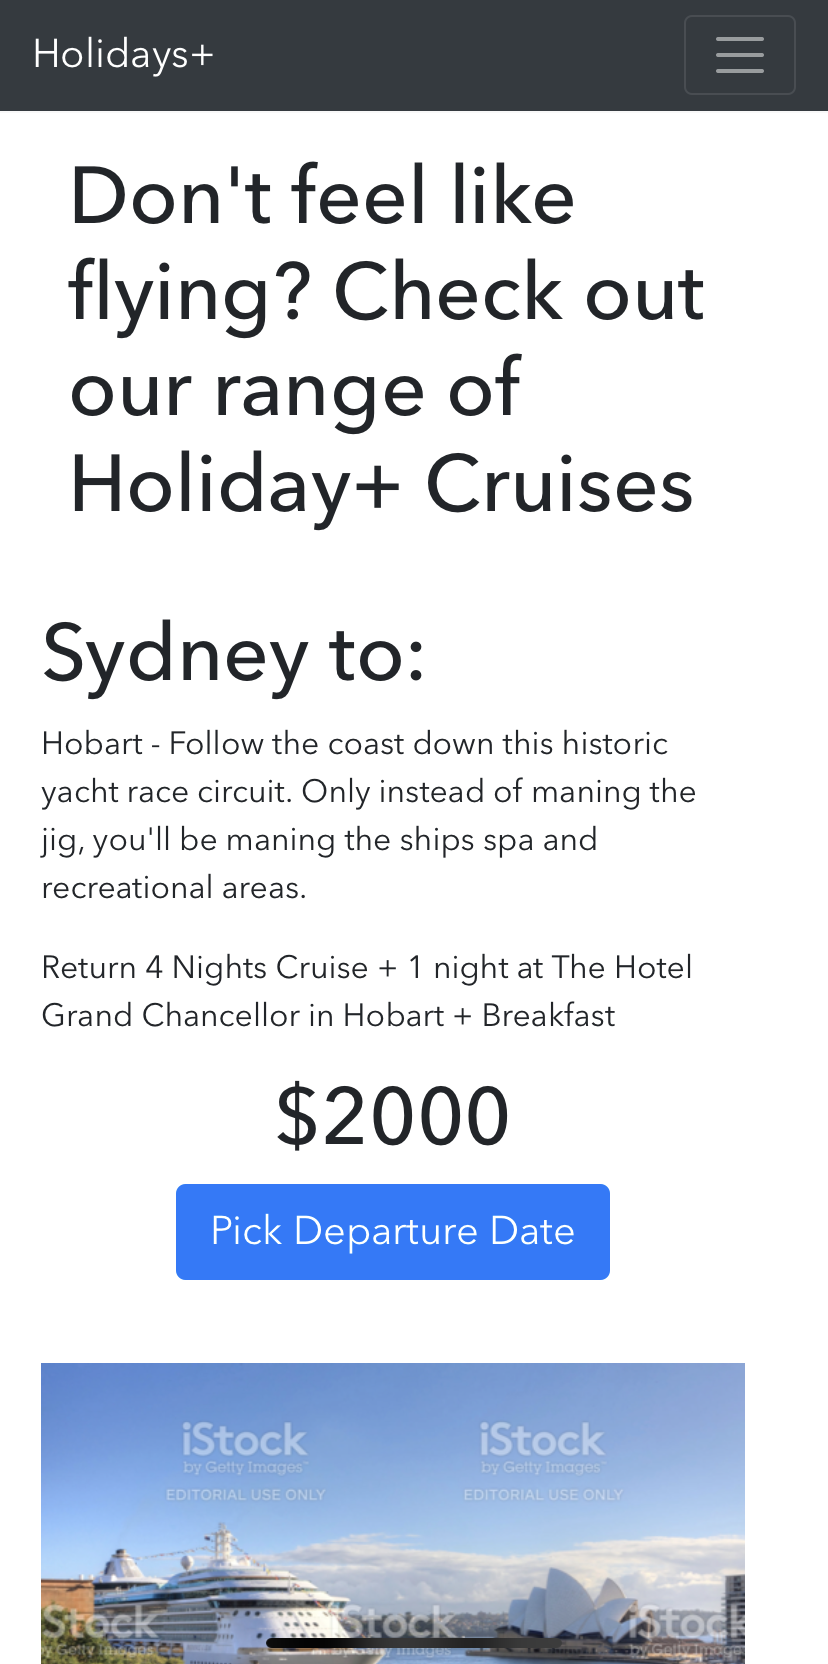 Holidays+
Don't feel like
flying? Check out
our range of
Holiday+ Cruises
Sydney to:
Hobart - Follow the coast down this historic
yacht race circuit. Only instead of maning the
jig, you'll be maning the ships spa and
recreational areas.
Return 4 Nights Cruise + 1 night at The Hotel
Grand Chancellor in Hobart + Breakfast
$2000
Pick Departure Date
iStock iStock
by Getty Images™ by Getty Images™
EDITORIAL USE ONLY EDITORIAL USE ONLY
iStock iStock iStock
by Getty Images by Getty Images by Getty Images